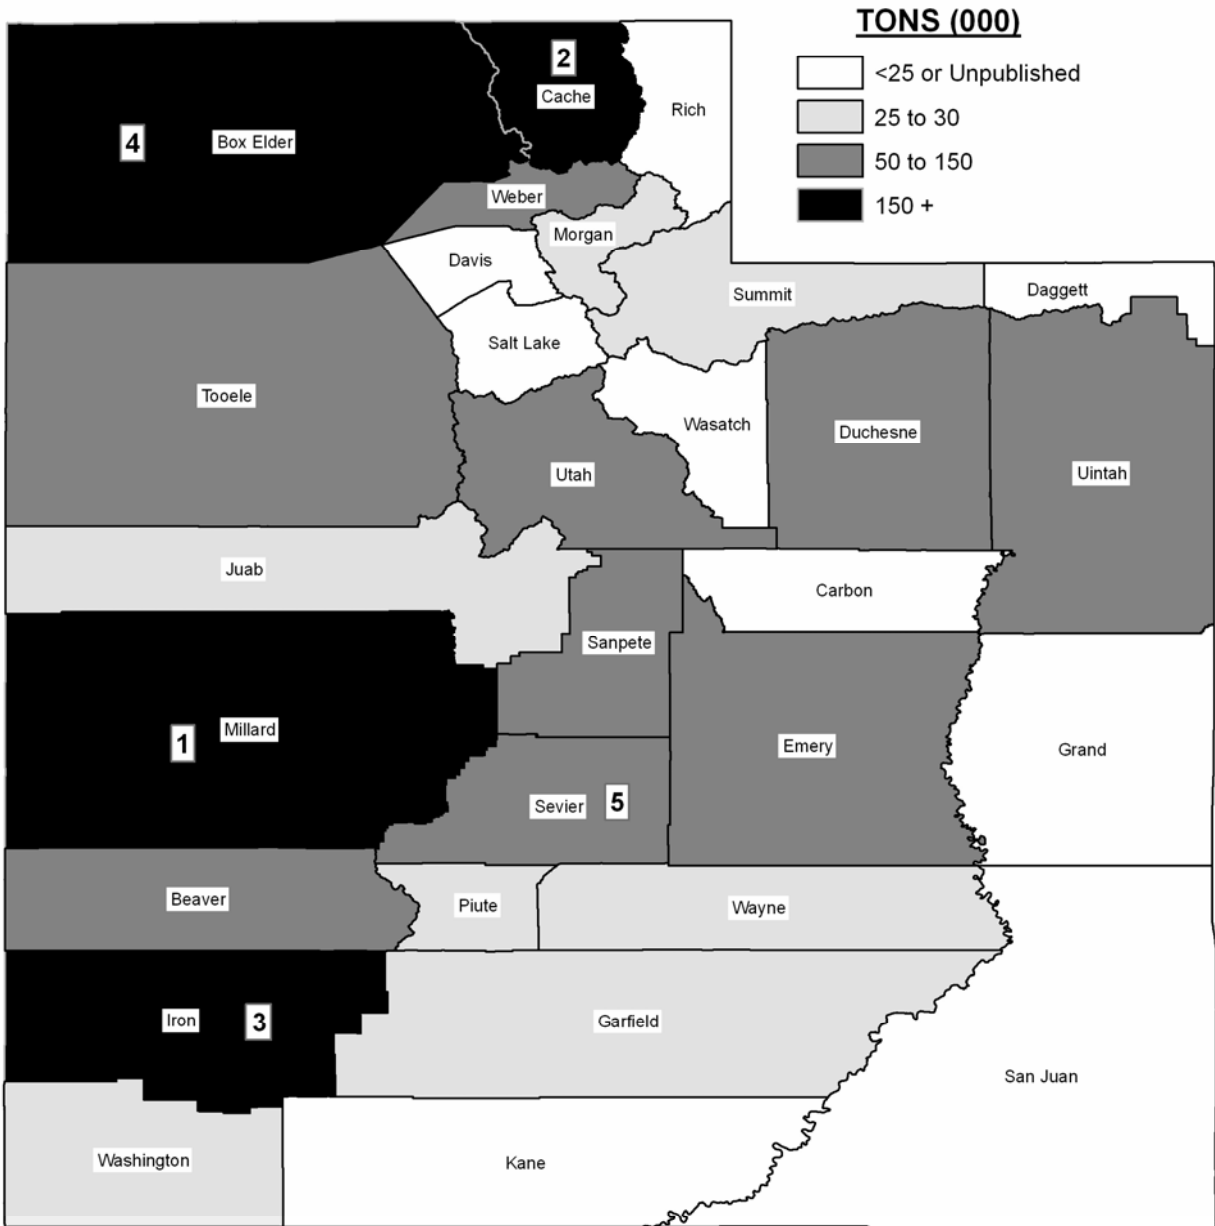 TONS (000)
<25 or Unpublished
25 to 30
50 to 150
150 +
2
Cache
Rich
4
Box Elder
Weber
Morgan
Davis
Summit
Daggett
Salt Lake
Tooele
Wasatch
Duchesne
Utah
Uintah
Juab
Carbon
Sanpete
Millard
1
Emery
Grand
Sevier
5
Beaver
Piute
Wayne
Iron
3
Garfield
San Juan
Washington
Kane